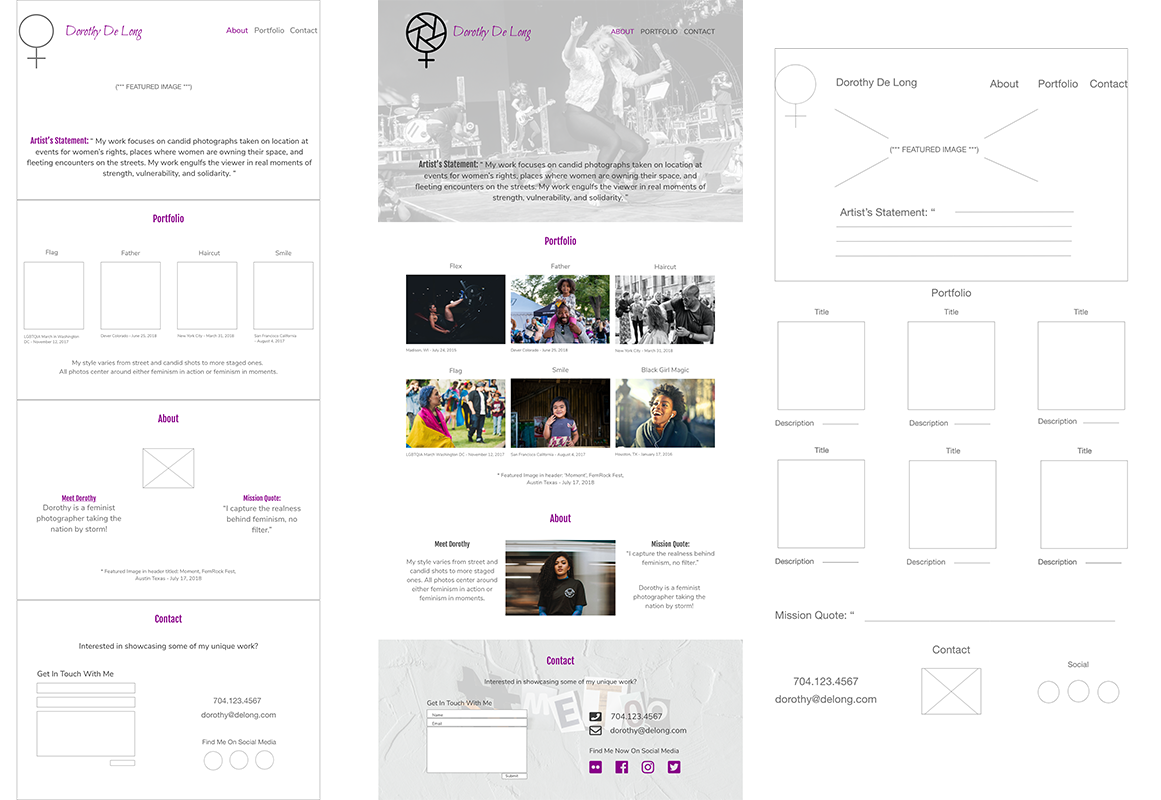 Dorothy De Long
About Portfolio Contact
(*** FEATURED IMAGE ***)
Artist's Statement: " My work focuses on candid photographs taken on location at
events for women's rights, places where women are owning their space, and
fleeting encounters on the streets. My work engulfs the viewer in real moments of
strength, vulnerability, and solidarity. "
Portfolio
Flag Father Haircut Smile
LGBTQIA March in Washington
DC - November 12, 2017
Dever Colorado - June 25, 2018
New York City - March 31, 2018
San Francisco California
- August 4, 2017
My style varies from street and candid shots to more staged ones.
All photos center around either feminism in action or feminism in moments.
About
Meet Dorothy
Dorothy is a feminist
photographer taking the
nation by storm!
Mission Quote:
"I capture the realness
behind feminism, no
filter."
* Featured Image in header titled: Moment, FemRock Fest,
Austin Texas - July 17, 2018
Contact
Interested in showcasing some of my unique work?
Get In Touch With Me
704.123.4567
dorothy@delong.com
Find Me On Social Media
Dorothy De Long
ABOUT PORTFOLIO CONTACT
Artist's Statement: " My work focuses on candid photographs taken on location at
events for women's rights, places where women are owning their space, and
fleeting encounters on the streets. My work engulfs the viewer in real moments of
strength, vulnerability, and solidarity. "
Portfolio
Flex Father Haircut
Madison, WI - July 24, 2015
Dever Colorado - June 25, 2018
New York City - March 31, 2018
Flag Smile Black Girl Magic
LGBTQIA March Washington DC - November 12, 2017
San Francisco California - August 4, 2017
Houston, TX - January 17, 2018
* Featured Image in header: 'Moment', FemRock Fest,
Austin Texas - July 17, 2018
About
Meet Dorothy
My style varies from street and
candid shots to more staged
ones. All photos center around
either feminism in action or
feminism in moments.
Mission Quote:
"I capture the realness behind
feminism, no filter."
Dorothy is a feminist
photographer taking the
nation by storm!
Contact
Interested in showcasing some of my unique work?
#METOO
Get In Touch With Me
Name
Email
Submit
704.123.4567
dorothy@delong.com
Find Me Now On Social Media
Dorothy De Long
About Portfolio Contact
(*** FEATURED IMAGE ***)
Artist's Statement: "
Portfolio
Title Title Title
Description Description Description
Title Title Title
Description Description Description
Mission Quote: "
Contact
704.123.4567
dorothy@delong.com
Social